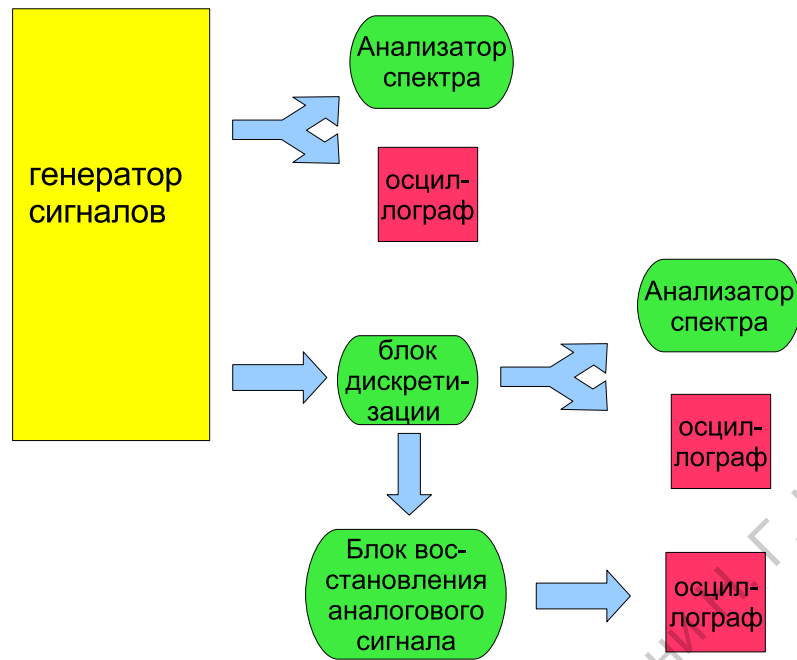 Анализатор
спектра
генератор
сигналов
осцил-
лограф
Анализатор
спектра
блок
дискрети-
зации
осцил-
лограф
Блок вос-
становления
аналогового
сигнала
осцил-
лограф